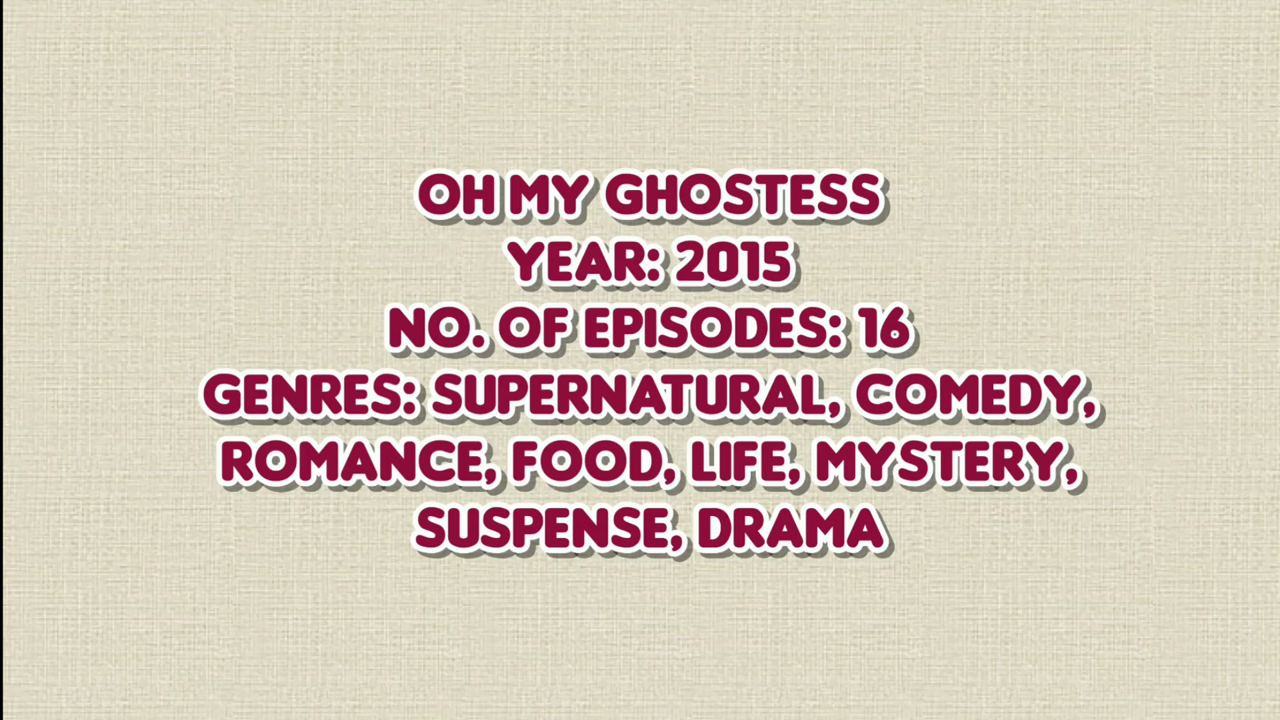 OH MY GHOSTESS
YEAR: 2015
NO. OF EPISODES: 16
GENRES: SUPERNATURAL, COMEDY,
ROMANCE, FOOD, LIFE, MYSTERY,
SUSPENSE, DRAMA